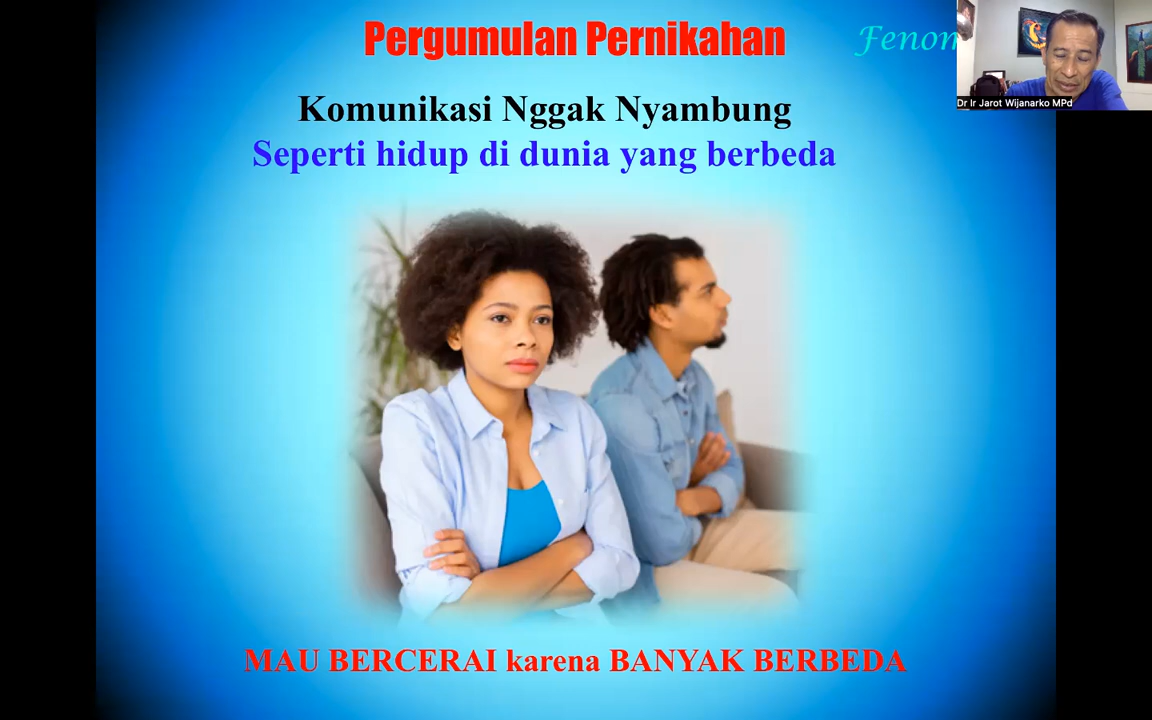 Pergumulan Pernikahan
Fenom
Dr Ir Jarot Wijanarko MPd
Komunikasi Nggak Nyambung
Seperti hidup di dunia yang berbeda
MAU BERCERAI karena BANYAK BERBEDA